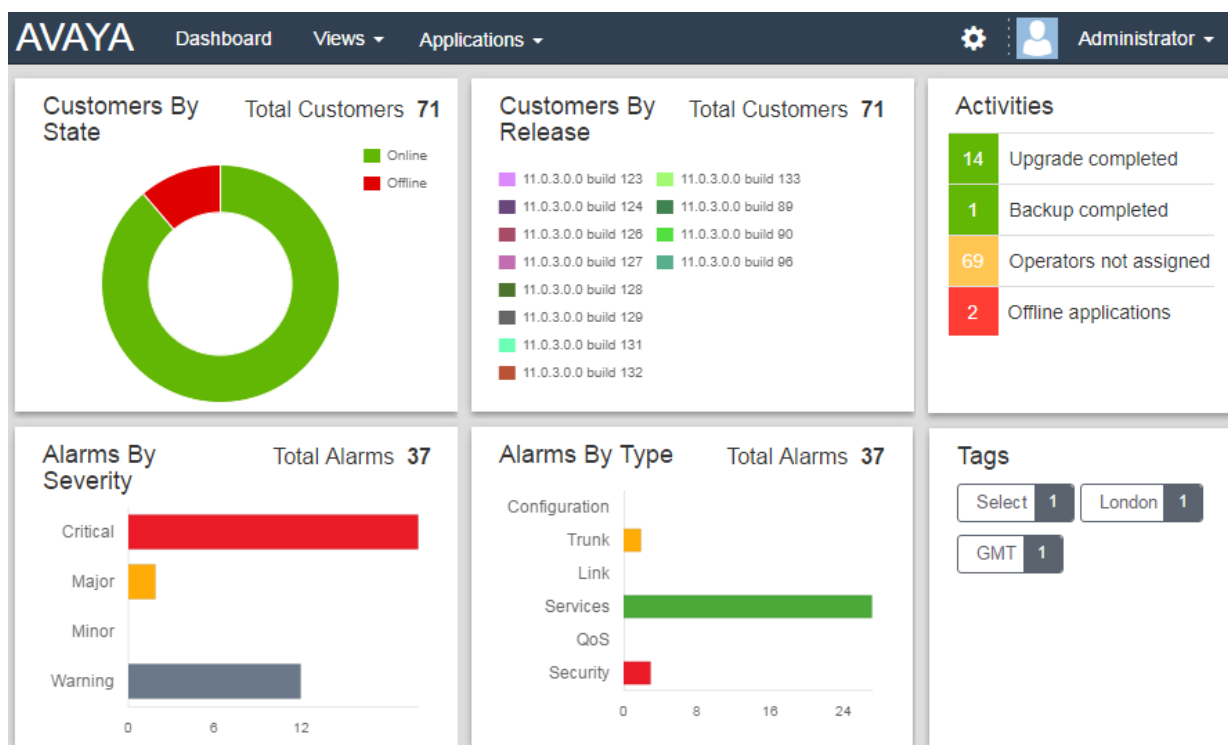 AVAYA Dashboard Views Applications Administrator
Customers By
State
Total Customers 71
Online
Offline
Customers By
Release
Total Customers 71
11.0.3.0.0 build 123
11.0.3.0.0 build 124
11.0.3.0.0 build 126
11.0.3.0.0 build 127
11.0.3.0.0 build 128
11.0.3.0.0 build 129
11.0.3.0.0 build 131
11.0.3.0.0 build 132
11.0.3.0.0 build 133
11.0.3.0.0 build 89
11.0.3.0.0 build 90
11.0.3.0.0 build 96
Activities
14 Upgrade completed
1 Backup completed
69 Operators not assigned
2 Offline applications
Alarms By
Severity
Total Alarms 37
Critical
Major
Minor
Warning
0 6 12
Alarms By Type
Total Alarms 37
Configuration
Trunk
Link
Services
QoS
Security
0 8 16 24
Tags
Select 1 London 1
GMT 1